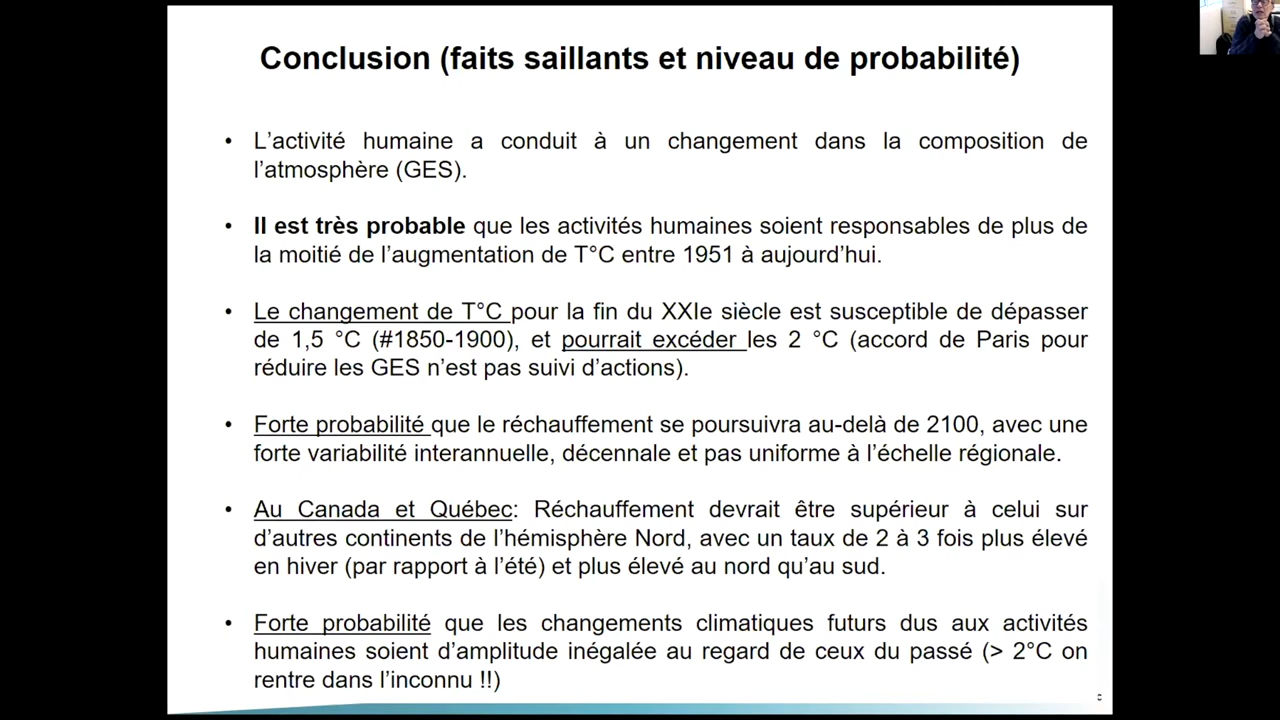 Conclusion (faits saillants et niveau de probabilité)
• L'activité humaine a conduit à un changement dans la composition de
l'atmosphère (GES).
• Il est très probable que les activités humaines soient responsables de plus de
la moitié de l'augmentation de T°C entre 1951 à aujourd'hui.
• Le changement de T°C pour la fin du XXIe siècle est susceptible de dépasser
de 1,5 °C (#1850-1900), et pourrait excéder les 2 °C (accord de Paris pour
réduire les GES n'est pas suivi d'actions).
• Forte probabilité que le réchauffement se poursuivra au-delà de 2100, avec une
forte variabilité interannuelle, décennale et pas uniforme à l'échelle régionale.
• Au Canada et Québec: Réchauffement devrait être supérieur à celui sur
d'autres continents de l'hémisphère Nord, avec un taux de 2 à 3 fois plus élevé
en hiver (par rapport à l'été) et plus élevé au nord qu'au sud.
• Forte probabilité que les changements climatiques futurs dus aux activités
humaines soient d'amplitude inégalée au regard de ceux du passé (> 2°C on
rentre dans l'inconnu !!)